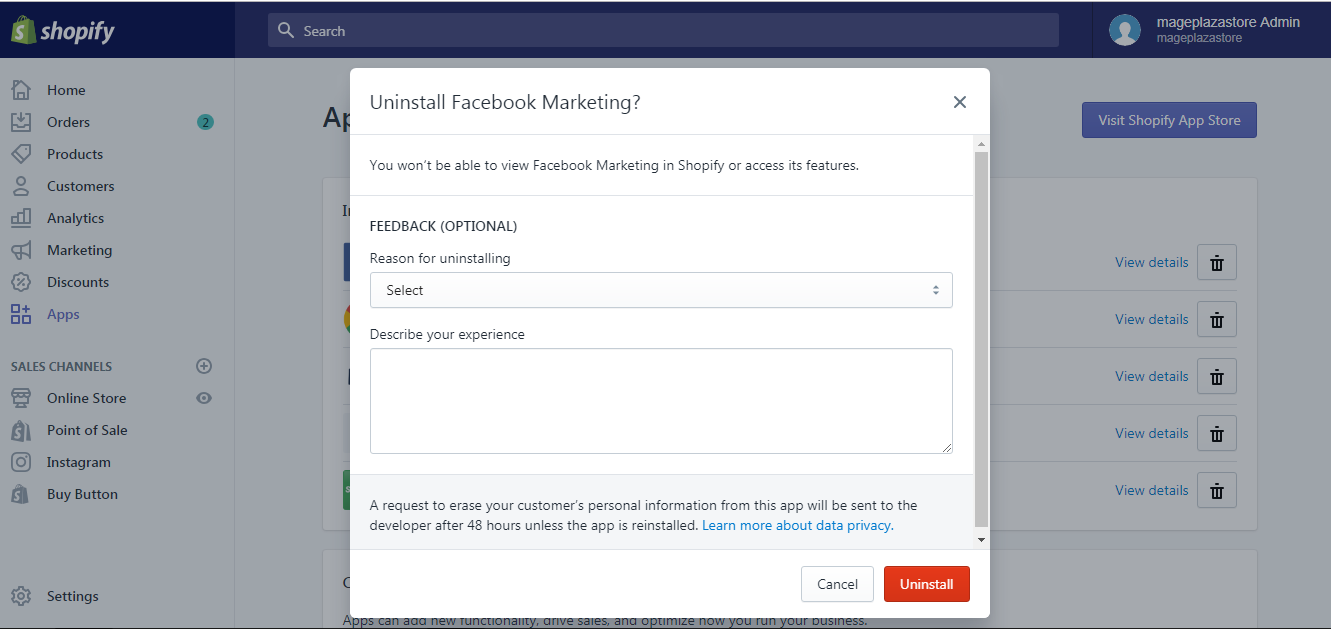 shopify
Search
mageplazastore Admin
mageplazastore
Home
Orders
2
Products
Customers
Analytics
Marketing
Discounts
Apps
SALES CHANNELS
Online Store
Point of Sale
Instagram
Buy Button
Settings
Visit Shopify App Store
View details
View details
View details
View details
View details
Uninstall Facebook Marketing?
You won't be able to view Facebook Marketing in Shopify or access its features.
FEEDBACK (OPTIONAL)
Reason for uninstalling
Select
Describe your experience
A request to erase your customer's personal information from this app will be sent to the
developer after 48 hours unless the app is reinstalled. Learn more about data privacy.
Cancel
Uninstall
Apps can add new functionality, drive sales, and optimize how you run your business.